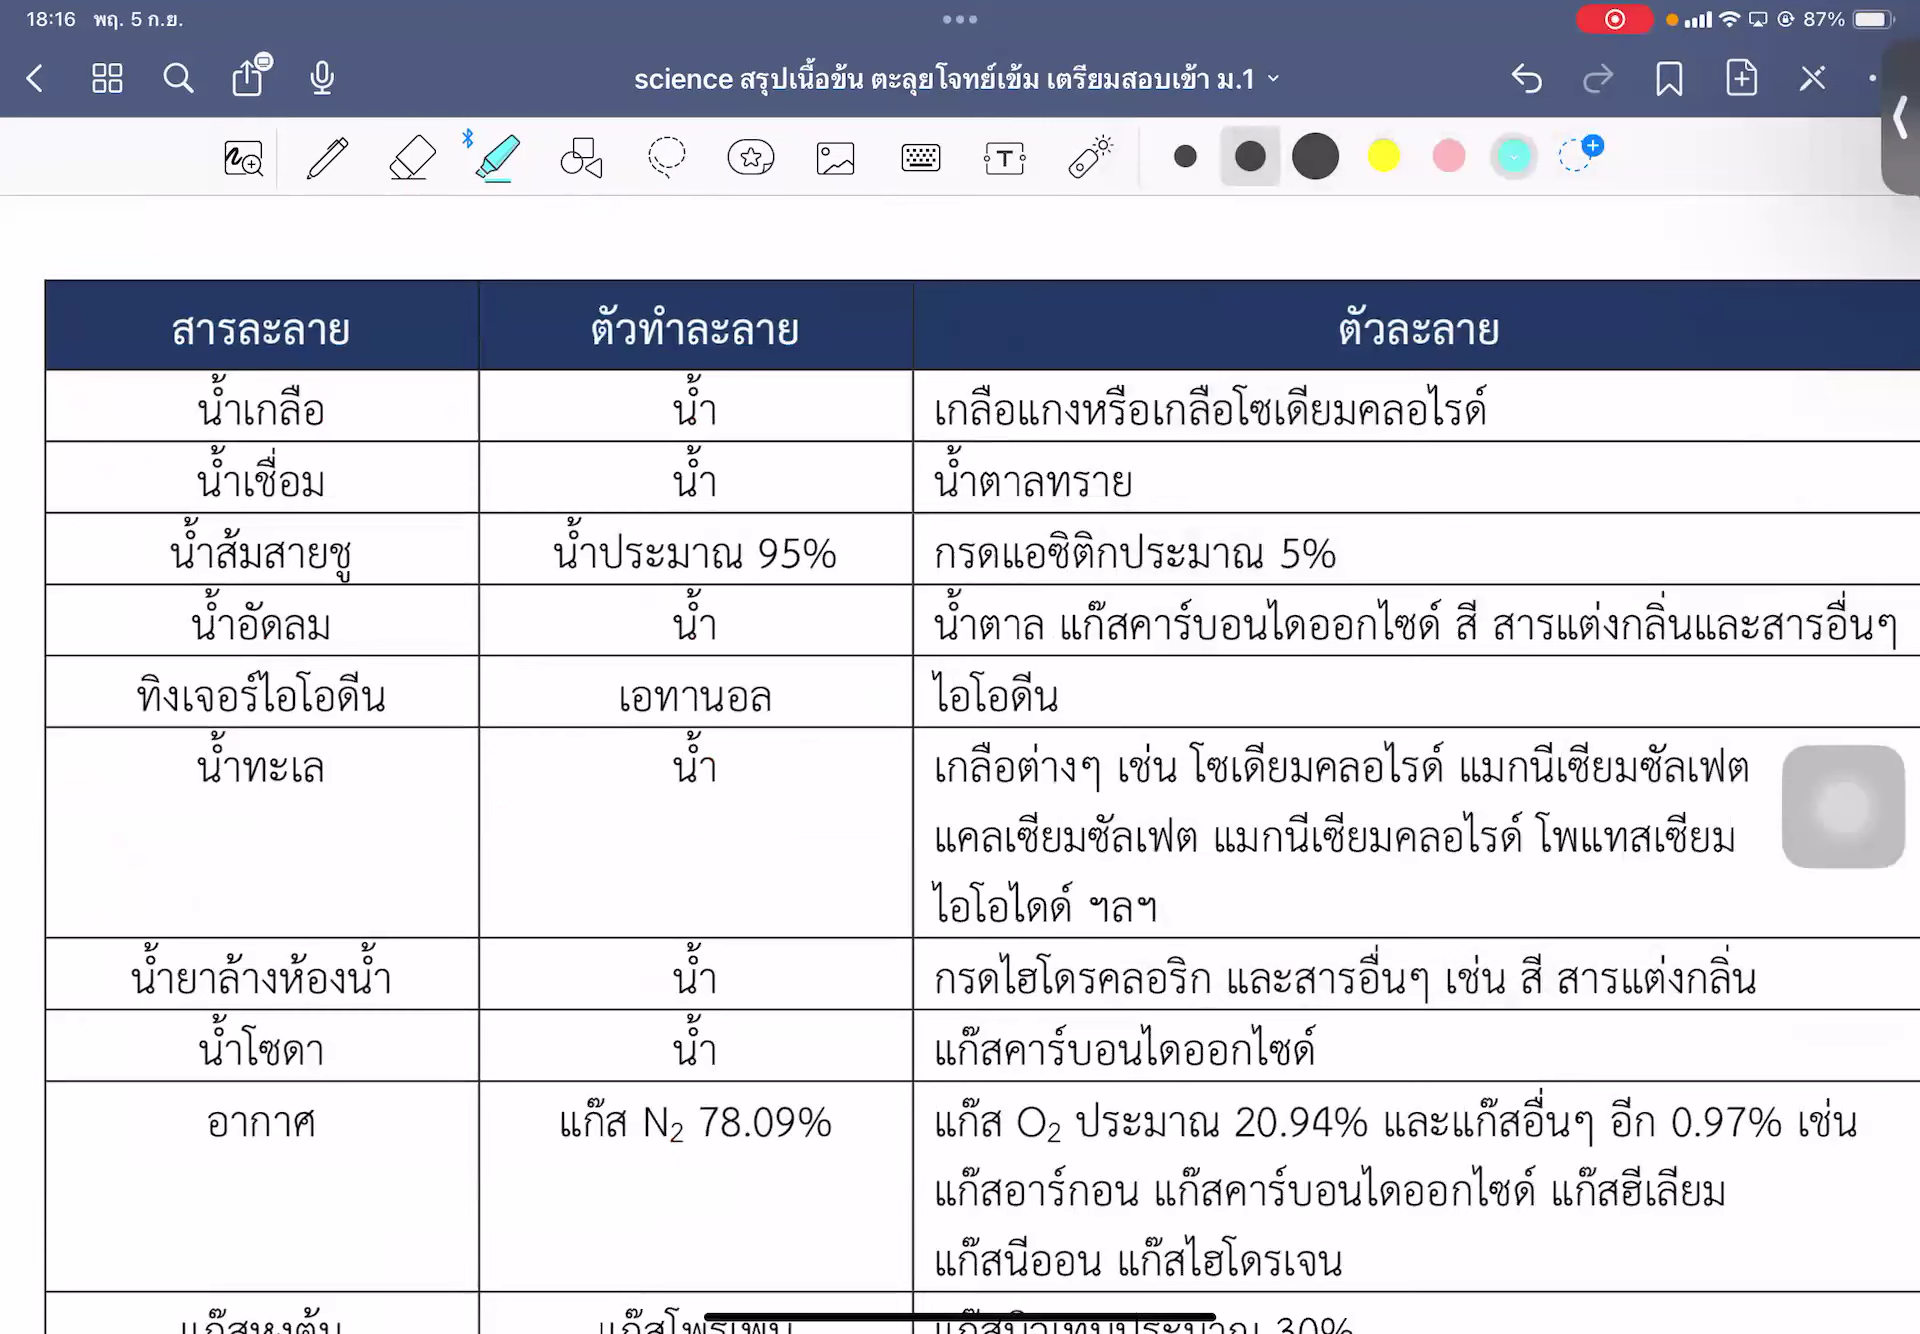 18:16 พฤ. 5 ก.ย.
87%
science สรุปเนื้อข้น ตะลุยโจทย์เข้ม เตรียมสอบเข้า ม.1
สารละลาย ตัวทำละลาย ตัวละลาย
น้ำเกลือ น้ำ เกลือแกงหรือเกลือโซเดียมคลอไรด์
น้ำเชื่อม น้ำ น้ำตาลทราย
น้ำส้มสายชู น้ำประมาณ 95% กรดแอซิติกประมาณ 5%
น้ำอัดลม น้ำ น้ำตาล แก๊สคาร์บอนไดออกไซด์ สี สารแต่งกลิ่นและสารอื่นๆ
ทิงเจอร์ไอโอดีน เอทานอล ไอโอดีน
น้ำทะเล น้ำ เกลือต่างๆ เช่น โซเดียมคลอไรด์ แมกนีเซียมซัลเฟต
แคลเซียมซัลเฟต แมกนีเซียมคลอไรด์ โพแทสเซียม
ไอโอไดด์ ฯลฯ
น้ำยาล้างห้องน้ำ น้ำ กรดไฮโดรคลอริก และสารอื่นๆ เช่น สี สารแต่งกลิ่น
น้ำโซดา น้ำ แก๊สคาร์บอนไดออกไซด์
อากาศ แก๊ส N₂ 78.09% แก๊ส O₂ ประมาณ 20.94% และแก๊สอื่นๆ อีก 0.97% เช่น
แก๊สอาร์กอน แก๊สคาร์บอนไดออกไซด์ แก๊สฮีเลียม
แก๊สนีออน แก๊สไฮโดรเจน
แก๊สหุงต้ม แก๊สโพรเพน 30%